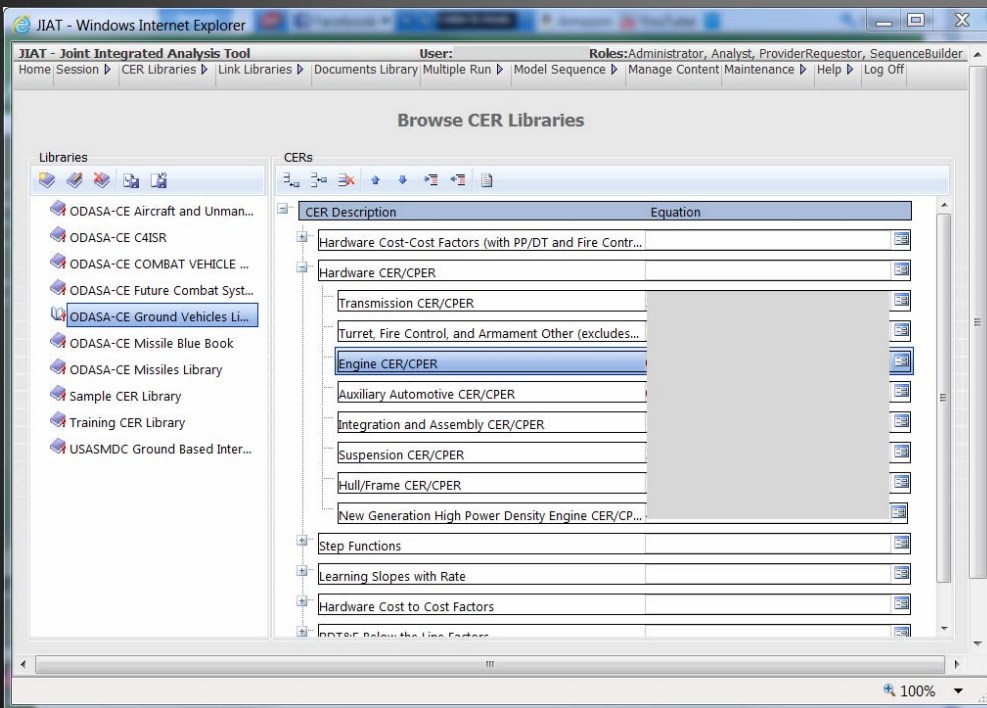 JIAT - Windows Internet Explorer
JIAT - Joint Integrated Analysis Tool User: Roles:Administrator, Analyst, ProviderRequestor, SequenceBuilder
Home Session CER Libraries Link Libraries Documents Library Multiple Run Model Sequence Manage Content Maintenance Help Log Off
Browse CER Libraries
Libraries
ODASA-CE Aircraft and Unman...
ODASA-CE C4ISR
ODASA-CE COMBAT VEHICLE ...
ODASA-CE Future Combat Syst...
ODASA-CE Ground Vehicles Li...
ODASA-CE Missile Blue Book
ODASA-CE Missiles Library
Sample CER Library
Training CER Library
USASMDC Ground Based Inter...
CERs
CER Description Equation
Hardware Cost-Cost Factors (with PP/DT and Fire Contr...
Hardware CER/CPER
Transmission CER/CPER
Turret, Fire Control, and Armament Other (excludes...
Engine CER/CPER
Auxiliary Automotive CER/CPER
Integration and Assembly CER/CPER
Suspension CER/CPER
Hull/Frame CER/CPER
New Generation High Power Density Engine CER/CP...
Step Functions
Learning Slopes with Rate
Hardware Cost to Cost Factors
Below the Line Factors
100%